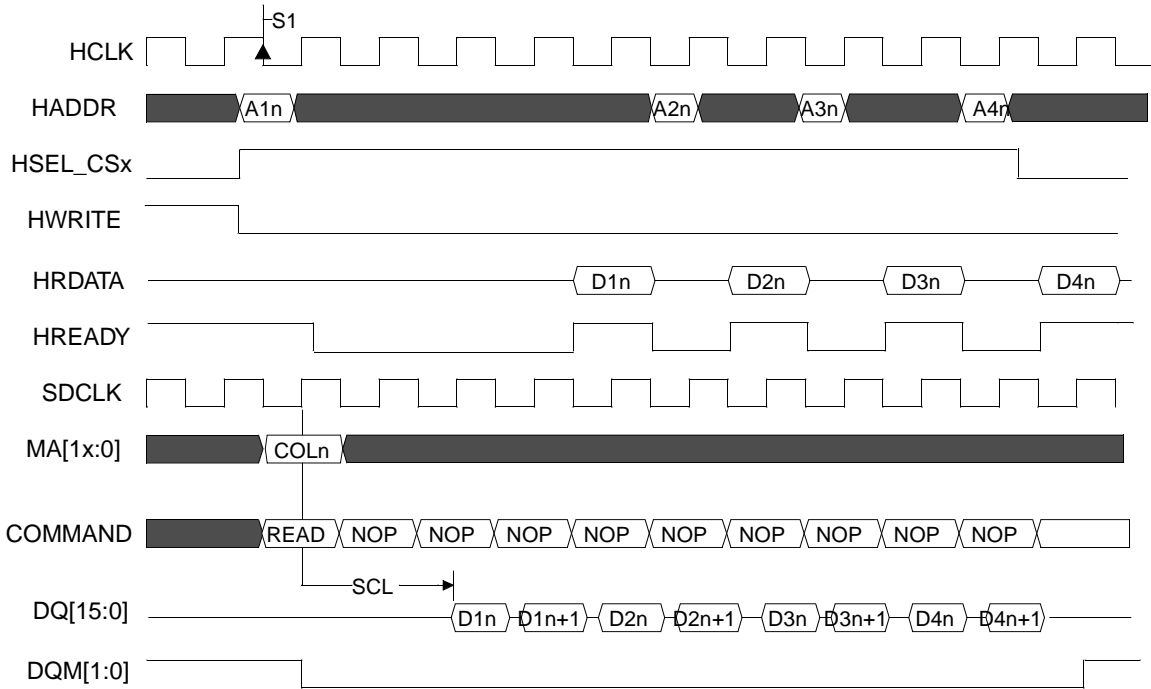 S1
HCLK
HADDR A1n A2n A3n A4n
HSEL_CSx
HWRITE
HRDATA D1n D2n D3n D4n
HREADY
SDCLK
MA[1x:0] COLn
COMMAND READ NOP NOP NOP NOP NOP NOP NOP NOP NOP
SCL
DQ[15:0] D1n D1n+1 D2n D2n+1 D3n D3n+1 D4n D4n+1
DQM[1:0]